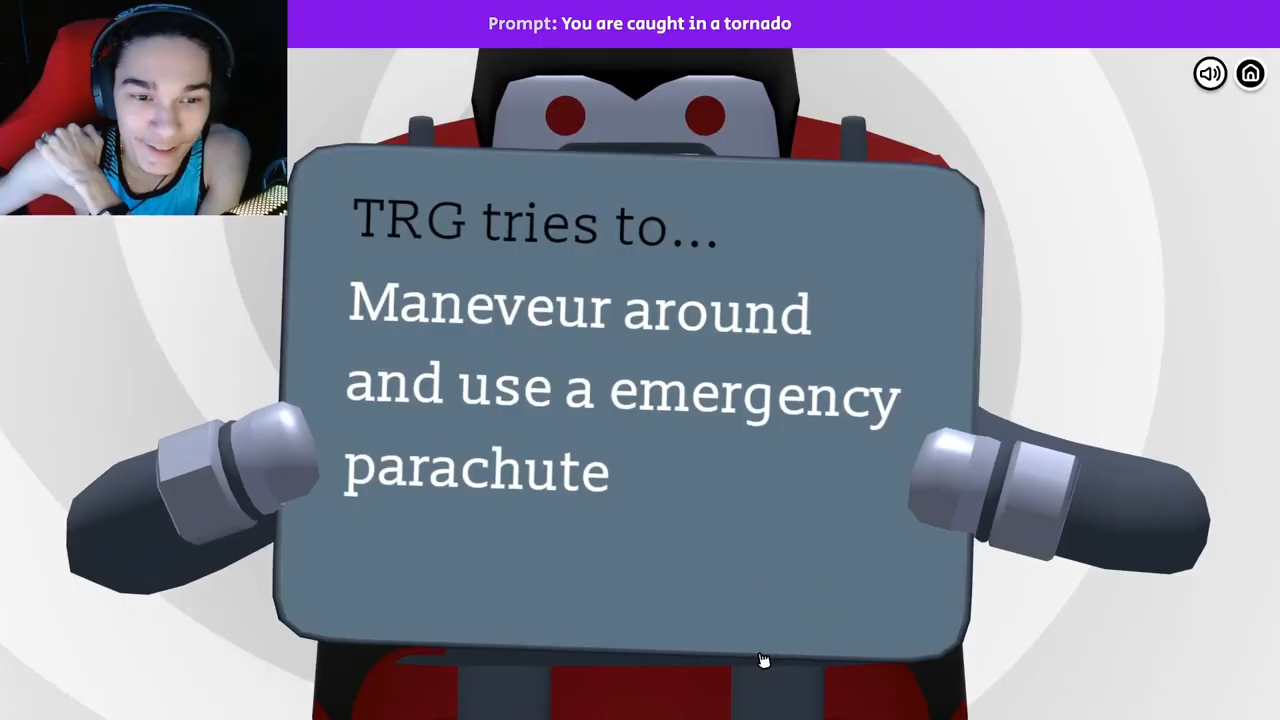 Prompt: You are caught in a tornado
TRG tries to...
Maneveur around
and use a emergency
parachute